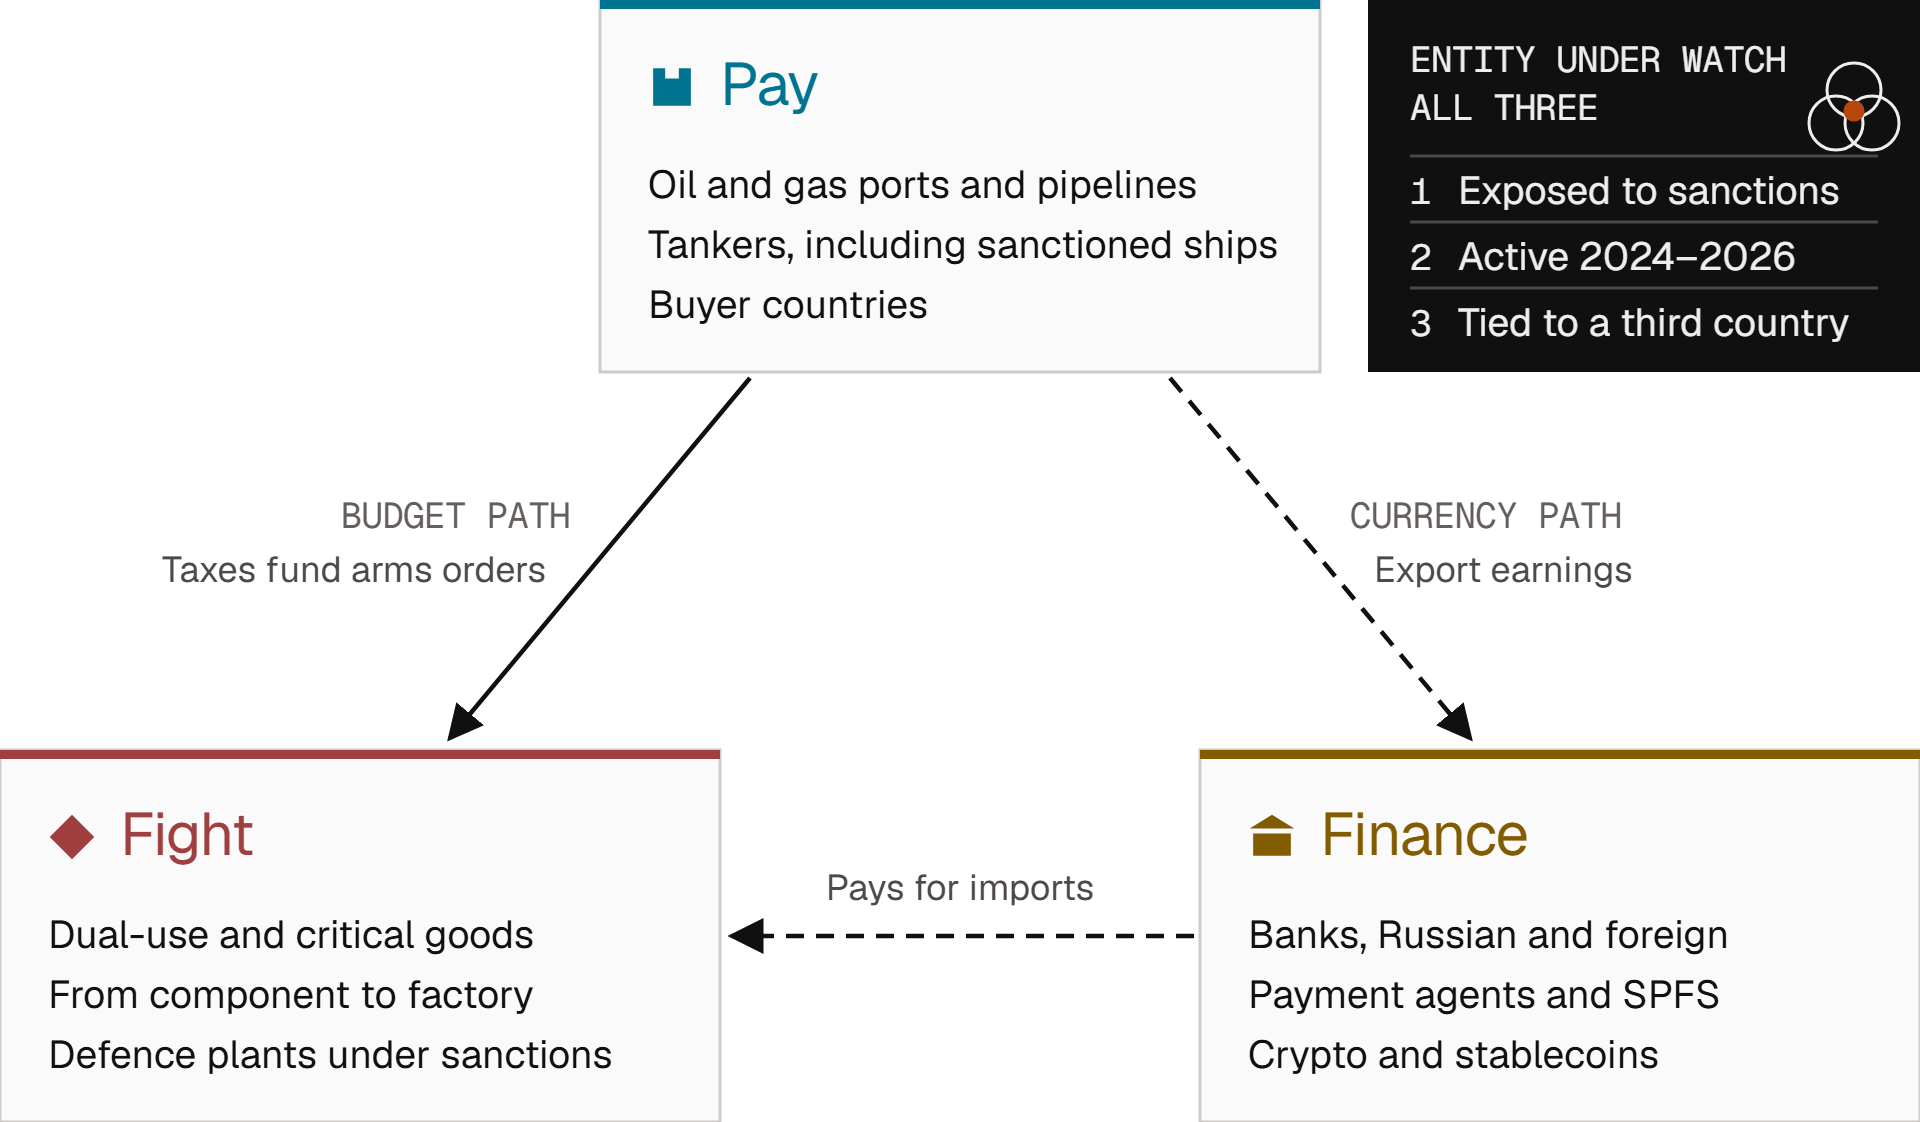 Pay
Oil and gas ports and pipelines
Tankers, including sanctioned ships
Buyer countries
ENTITY UNDER WATCH
ALL THREE
1 Exposed to sanctions
2 Active 2024–2026
3 Tied to a third country
BUDGET PATH
Taxes fund arms orders
CURRENCY PATH
Export earnings
Fight
Dual-use and critical goods
From component to factory
Defence plants under sanctions
Pays for imports
Finance
Banks, Russian and foreign
Payment agents and SPFS
Crypto and stablecoins